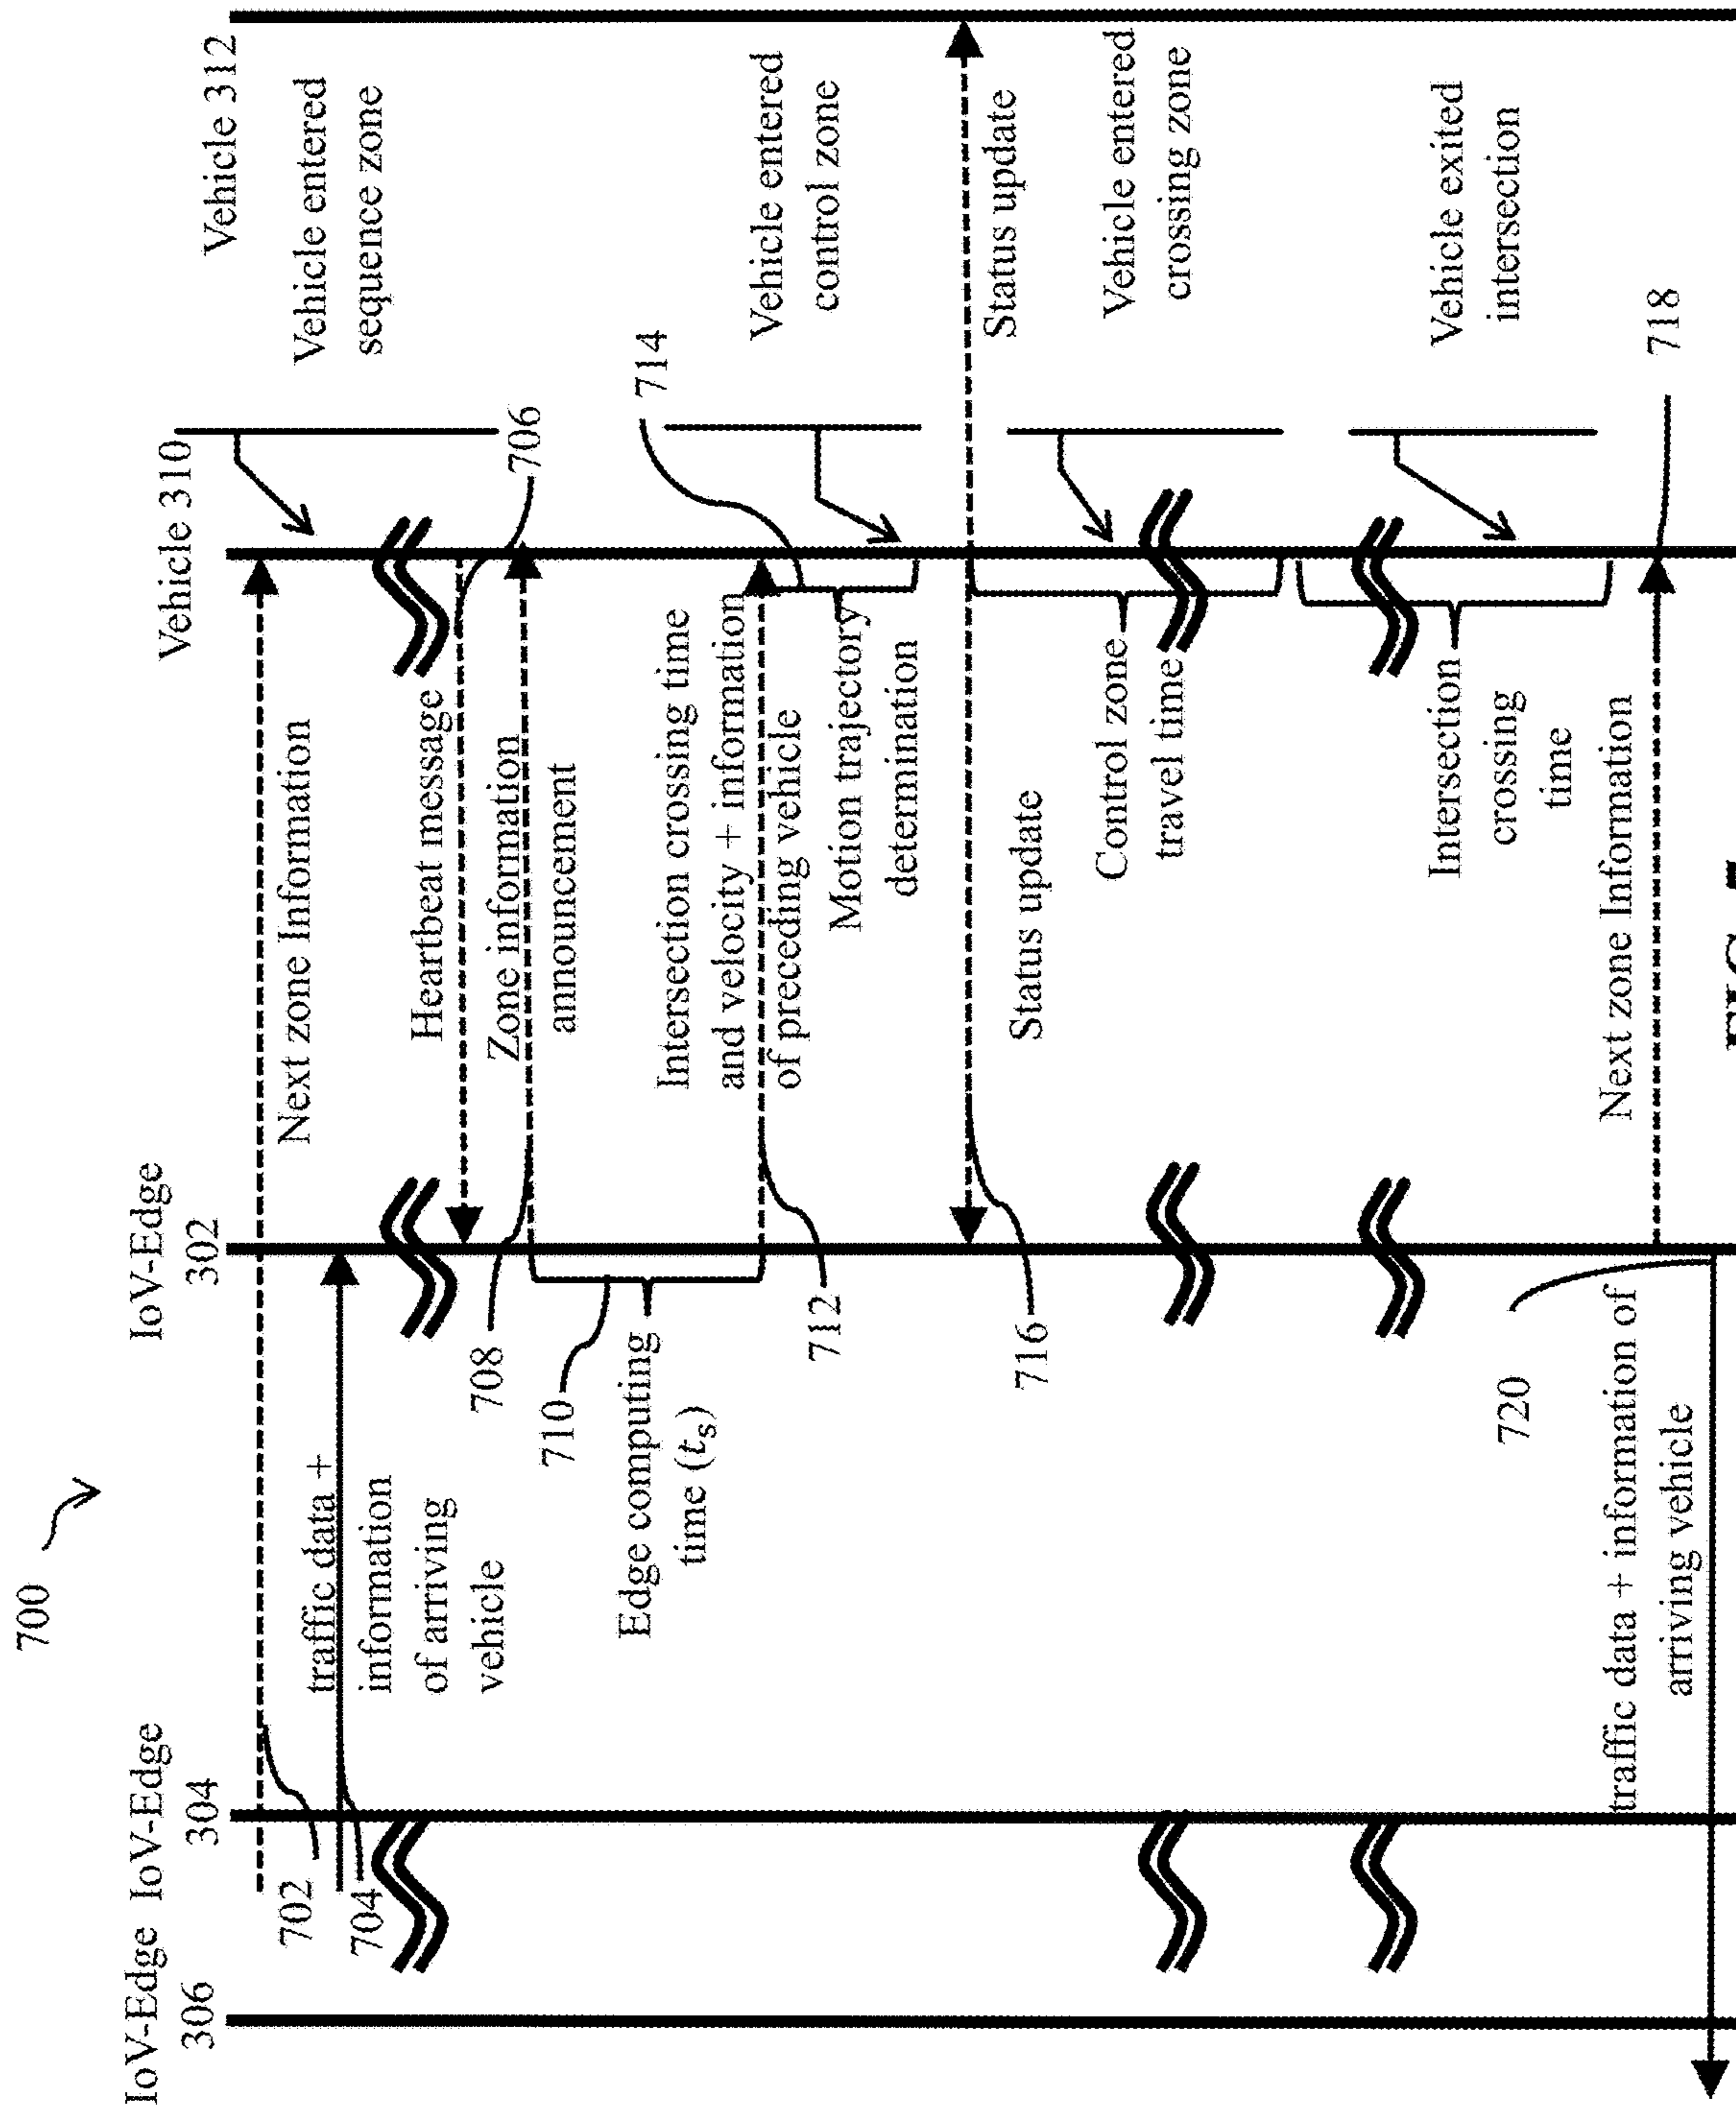 700
IoV-Edge
306
IoV-Edge
304
IoV-Edge
302
Vehicle 310
Vehicle 312
702
Next zone Information
Vehicle entered
sequence zone
704
traffic data +
information
of arriving
vehicle
Heartbeat message
706
708
Zone information
announcement
710
Edge computing
time (tₛ)
Intersection crossing time
and velocity + information
of preceding vehicle
712
714
Motion trajectory
determination
Vehicle entered
control zone
716
Status update
Status update
Control zone
travel time
Vehicle entered
crossing zone
Intersection
crossing
time
Vehicle exited
intersection
Next zone Information
718
720
traffic data + information of
arriving vehicle